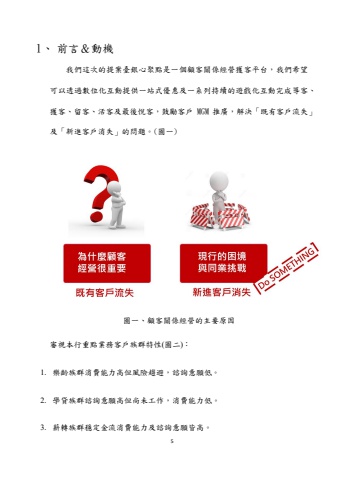 1、 前言&動機
我們這次的提案臺銀心聚點是一個顧客關係經營獲客平台,我們希望
可以透過數位化互動提供一站式優惠及一系列持續的遊戲化互動完成導客、
獲客、留客、活客及最後悅客,鼓勵客戶 MGM 推廣,解決「既有客戶流失」
及「新進客戶消失」的問題。(圖一)
為什麼顧客
經營很重要
既有客戶流失
現行的困境
與同業挑戰
新進客戶消失
Do SOMETHING
圖一、顧客關係經營的主要原因
審視本行重點業務客戶族群特性(圖二):
1. 樂齡族群消費能力高但風險趨避,諮詢意願低。
2. 學貸族群諮詢意願高但尚未工作,消費能力低。
3. 薪轉族群穩定金流消費能力及諮詢意願皆高。
5